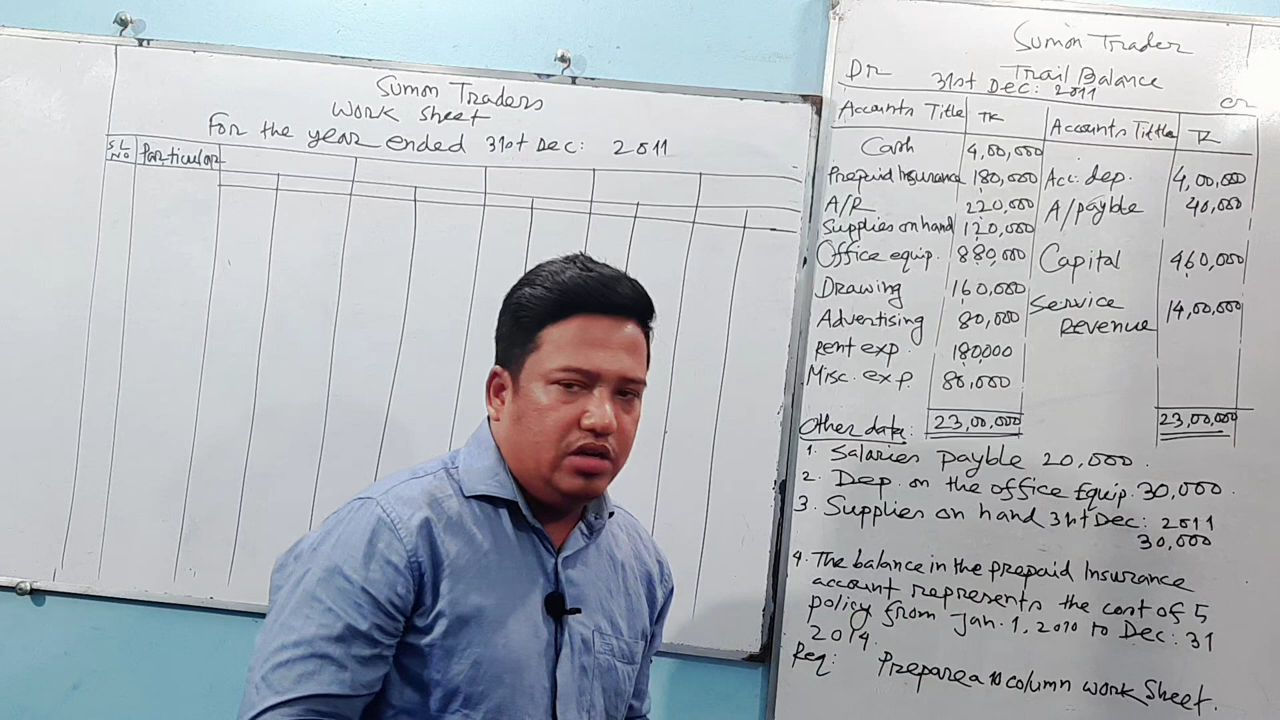 Sumon Traders
Work Sheet
For the year ended 31st Dec: 2011
SL No Particular
Sumon Trader
Trail Balance
Dr 31st Dec: 2011 cr
Accounts Title TK Accounts Tittle TK
Cash 4,00,000
Prepaid Insurance 180,000 Acc. dep. 4,00,000
A/R 220,000 A/payble 40,000
Supplies on hand 120,000
Office equip. 880,000 Capital 460,000
Drawing 160,000
Advertising 80,000 Service Revenue 14,00,000
Rent exp. 180,000
Misc. exp. 80,000
23,00,000 23,00,000
Other data:
1. Salaries payble 20,000.
2. Dep. on the office Equip. 30,000.
3. Supplies on hand 31st Dec: 2011
30,000
4. The balance in the prepaid Insurance
account represents the cost of 5
policy from Jan. 1, 2010 to Dec: 31
2014.
Req: Prepare a 10 column work Sheet.